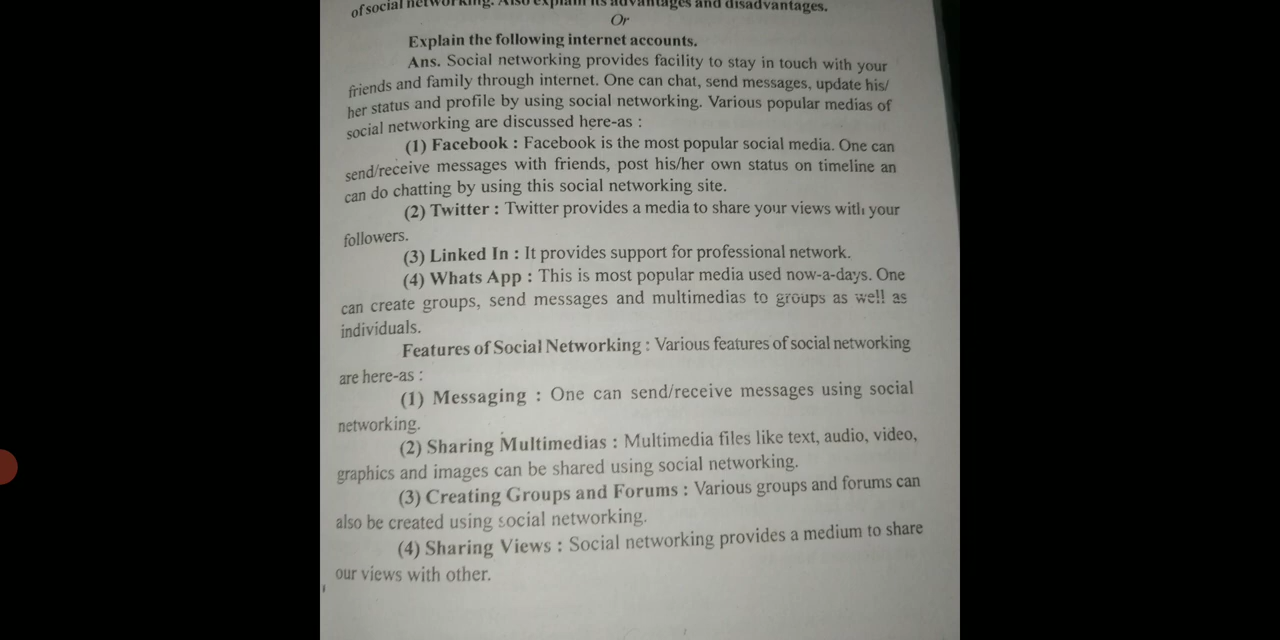 of social networking. Also explain its advantages and disadvantages.
Or
Explain the following internet accounts.
Ans. Social networking provides facility to stay in touch with your
friends and family through internet. One can chat, send messages, update his/
her status and profile by using social networking. Various popular medias of
social networking are discussed here-as :
(1) Facebook : Facebook is the most popular social media. One can
send/receive messages with friends, post his/her own status on timeline an
can do chatting by using this social networking site.
(2) Twitter : Twitter provides a media to share your views with your
followers.
(3) Linked In : It provides support for professional network.
(4) Whats App : This is most popular media used now-a-days. One
can create groups, send messages and multimedias to groups as well as
individuals.
Features of Social Networking : Various features of social networking
are here-as :
(1) Messaging : One can send/receive messages using social
networking.
(2) Sharing Multimedias : Multimedia files like text, audio, video,
graphics and images can be shared using social networking.
(3) Creating Groups and Forums : Various groups and forums can
also be created using social networking.
(4) Sharing Views : Social networking provides a medium to share
our views with other.